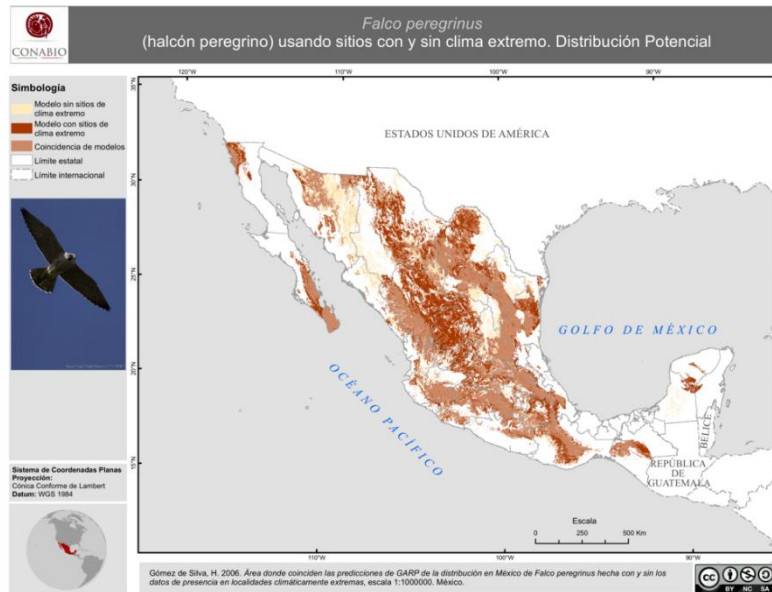 Falco peregrinus
(halcón peregrino) usando sitios con y sin clima extremo. Distribución Potencial
CONABIO
120°W
110°W
100°W
90°W
35°N
30°N
25°N
20°N
15°N
Simbología
Modelo sin sitios de
clima extremo
Modelo con sitios de
clima extremo
Coincidencia de modelos
Límite estatal
Límite internacional
ESTADOS UNIDOS DE AMÉRICA
GOLFO DE MÉXICO
OCÉANO PACÍFICO
BELICE
REPÚBLICA
DE
GUATEMALA
Sistema de Coordenadas Planas
Proyección:
Cónica Conforme de Lambert
Datum: WGS 1984
Escala
0 250 500 Km
110°W
100°W
90°W
Gómez de Silva, H. 2006. Área donde coinciden las predicciones de GARP de la distribución en México de Falco peregrinus hecha con y sin los
datos de presencia en localidades climáticamente extremas, escala 1:1000000. México.
cc
BY NC SA